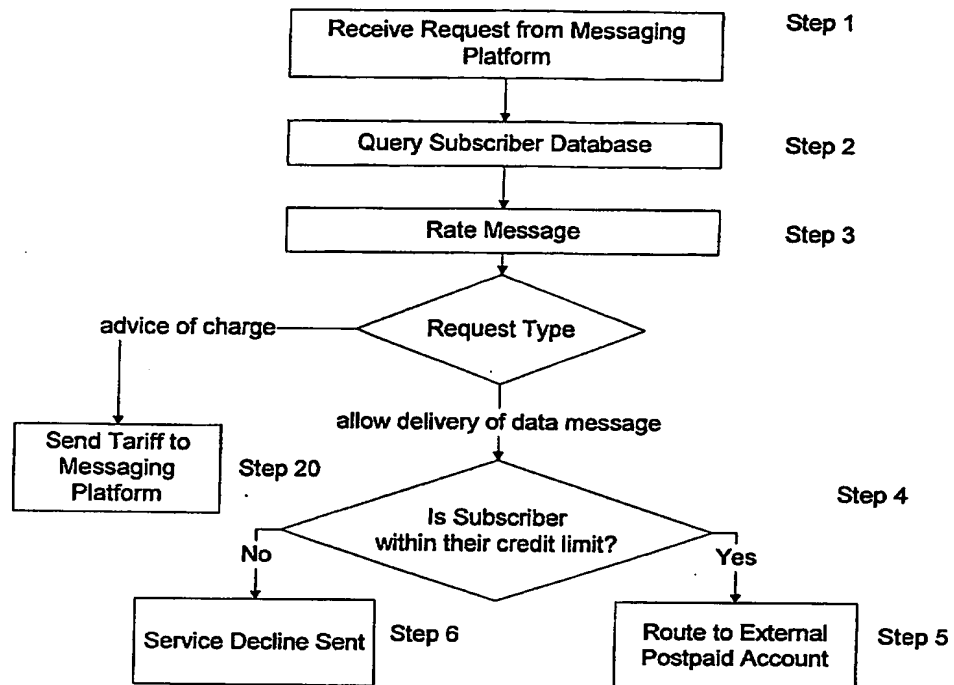 Receive Request from Messaging
Platform
Step 1
Query Subscriber Database
Step 2
Rate Message
Step 3
Request Type
advice of charge
allow delivery of data message
Send Tariff to
Messaging
Platform
Step 20
Is Subscriber
within their credit limit?
Step 4
No
Yes
Service Decline Sent
Step 6
Route to External
Postpaid Account
Step 5